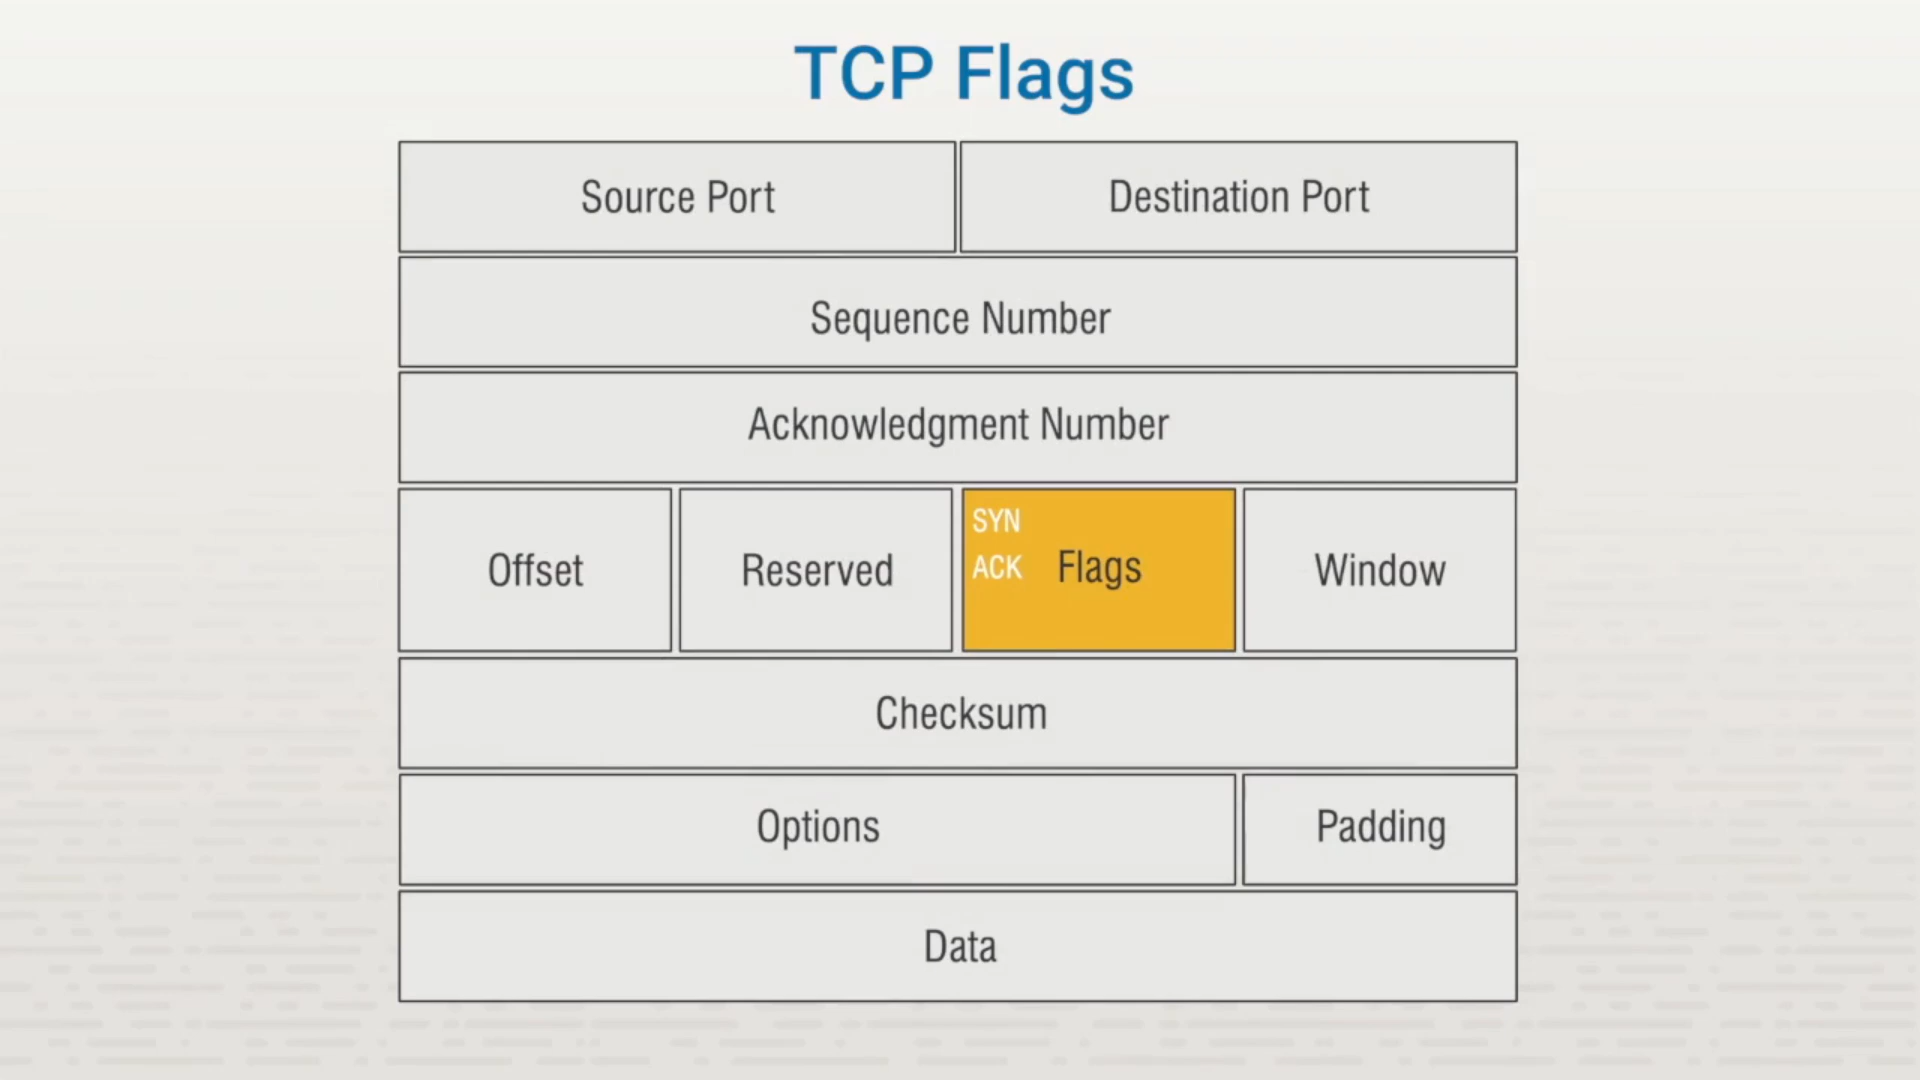 TCP Flags
Source Port
Destination Port
Sequence Number
Acknowledgment Number
Offset
Reserved
SYN
ACK
Flags
Window
Checksum
Options
Padding
Data